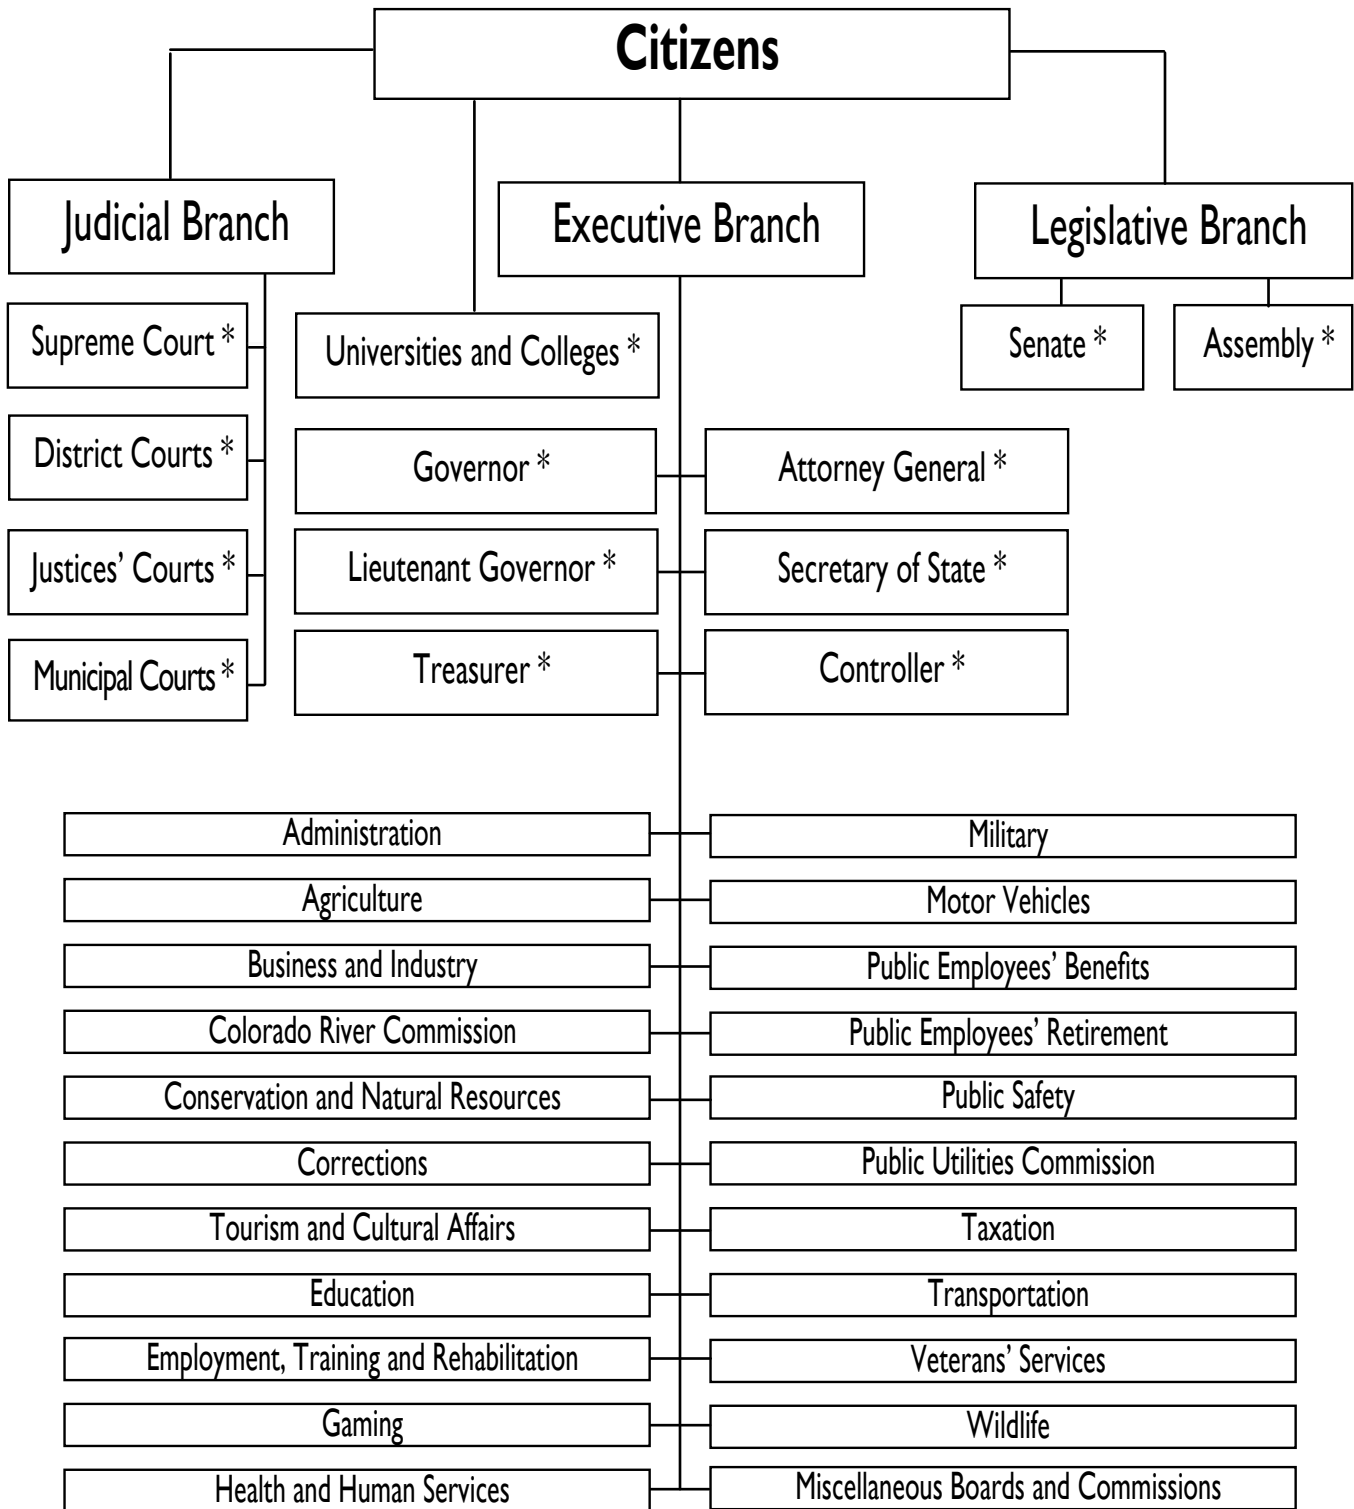 Citizens
Judicial Branch
Executive Branch
Legislative Branch
Supreme Court *
Universities and Colleges *
Senate *
Assembly *
District Courts *
Governor *
Attorney General *
Justices’ Courts *
Lieutenant Governor *
Secretary of State *
Municipal Courts *
Treasurer *
Controller *
Administration
Military
Agriculture
Motor Vehicles
Business and Industry
Public Employees’ Benefits
Colorado River Commission
Public Employees’ Retirement
Conservation and Natural Resources
Public Safety
Corrections
Public Utilities Commission
Tourism and Cultural Affairs
Taxation
Education
Transportation
Employment, Training and Rehabilitation
Veterans’ Services
Gaming
Wildlife
Health and Human Services
Miscellaneous Boards and Commissions